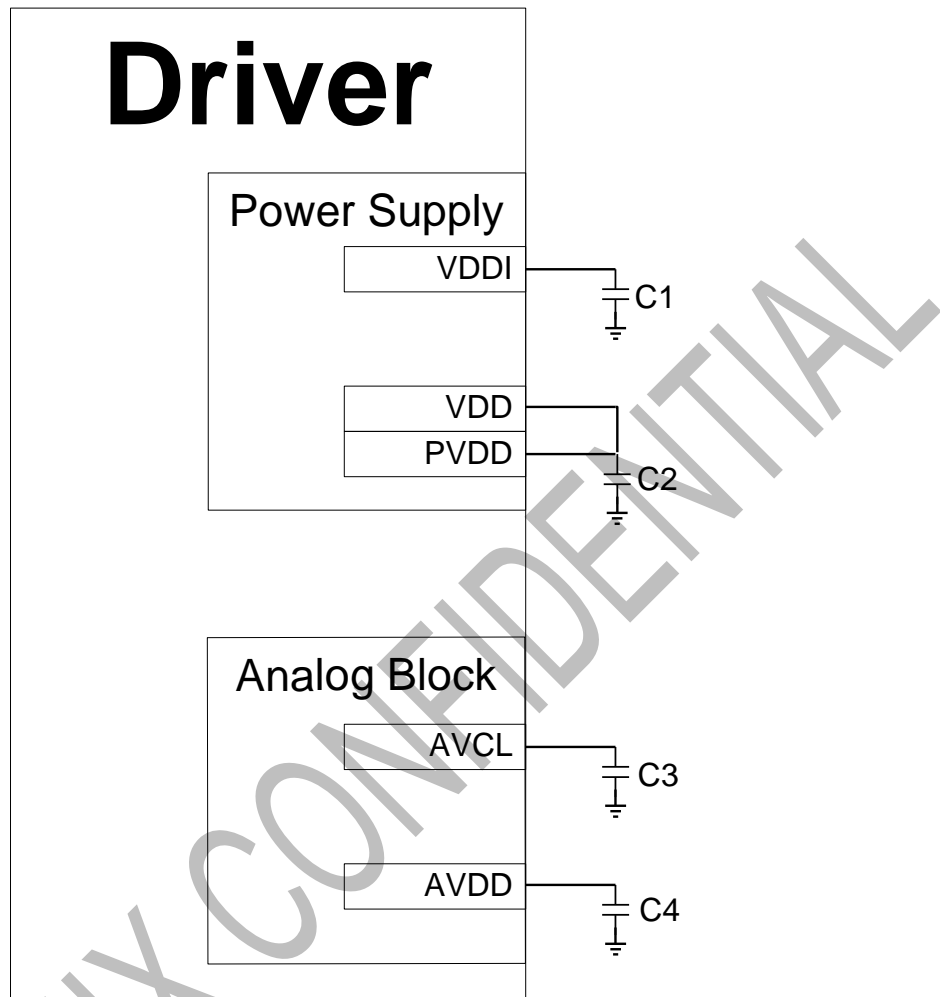 Driver
Power Supply
VDDI
C1
VDD
PVDD
C2
Analog Block
AVCL
C3
AVDD
C4
CONFIDENTIAL